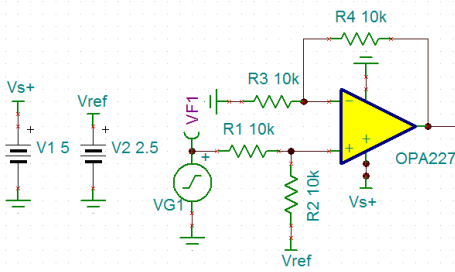 R4 10k
Vs+
Vref
VF1
R3 10k
+
+
V1 5
V2 2.5
R1 10k
−
+
+
+
OPA227
VG1
R2 10k
Vs+
Vref